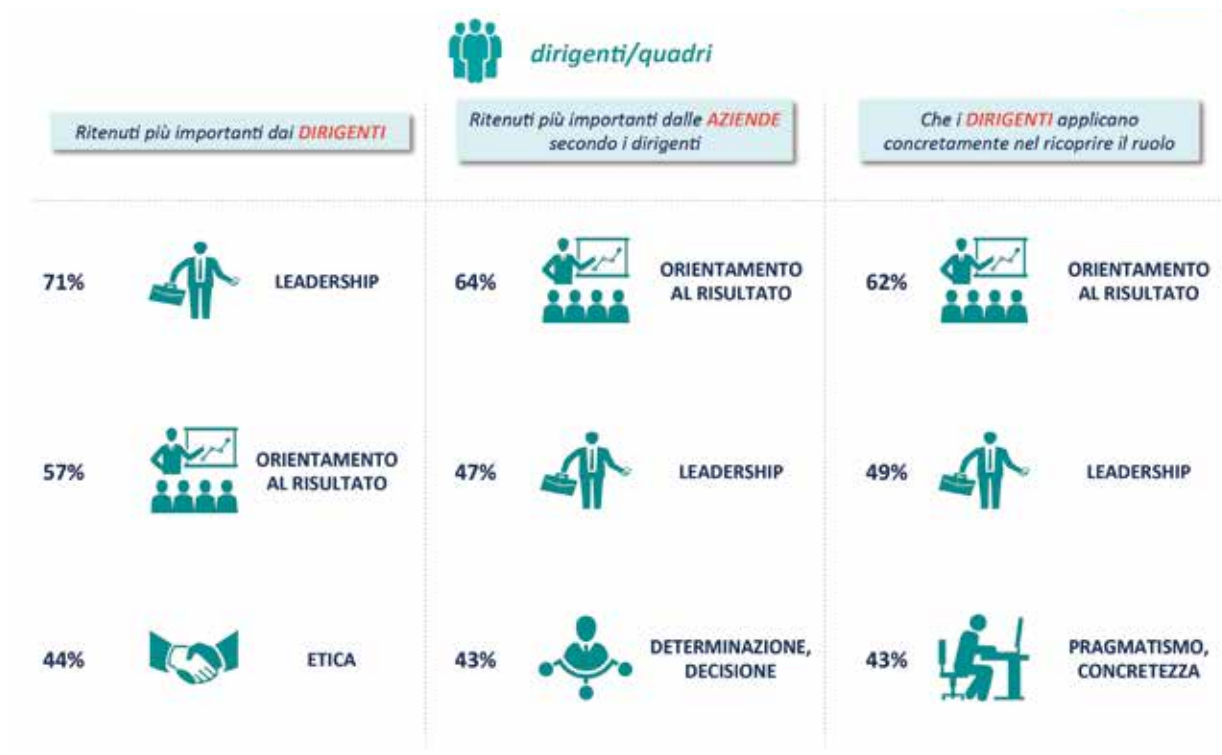 dirigenti/quadri
Ritenuti più importanti dai DIRIGENTI
Ritenuti più importanti dalle AZIENDE
secondo i dirigenti
Che i DIRIGENTI applicano
concretamente nel ricoprire il ruolo
71%
LEADERSHIP
64%
ORIENTAMENTO
AL RISULTATO
62%
ORIENTAMENTO
AL RISULTATO
57%
ORIENTAMENTO
AL RISULTATO
47%
LEADERSHIP
49%
LEADERSHIP
44%
ETICA
43%
DETERMINAZIONE,
DECISIONE
43%
PRAGMATISMO,
CONCRETEZZA